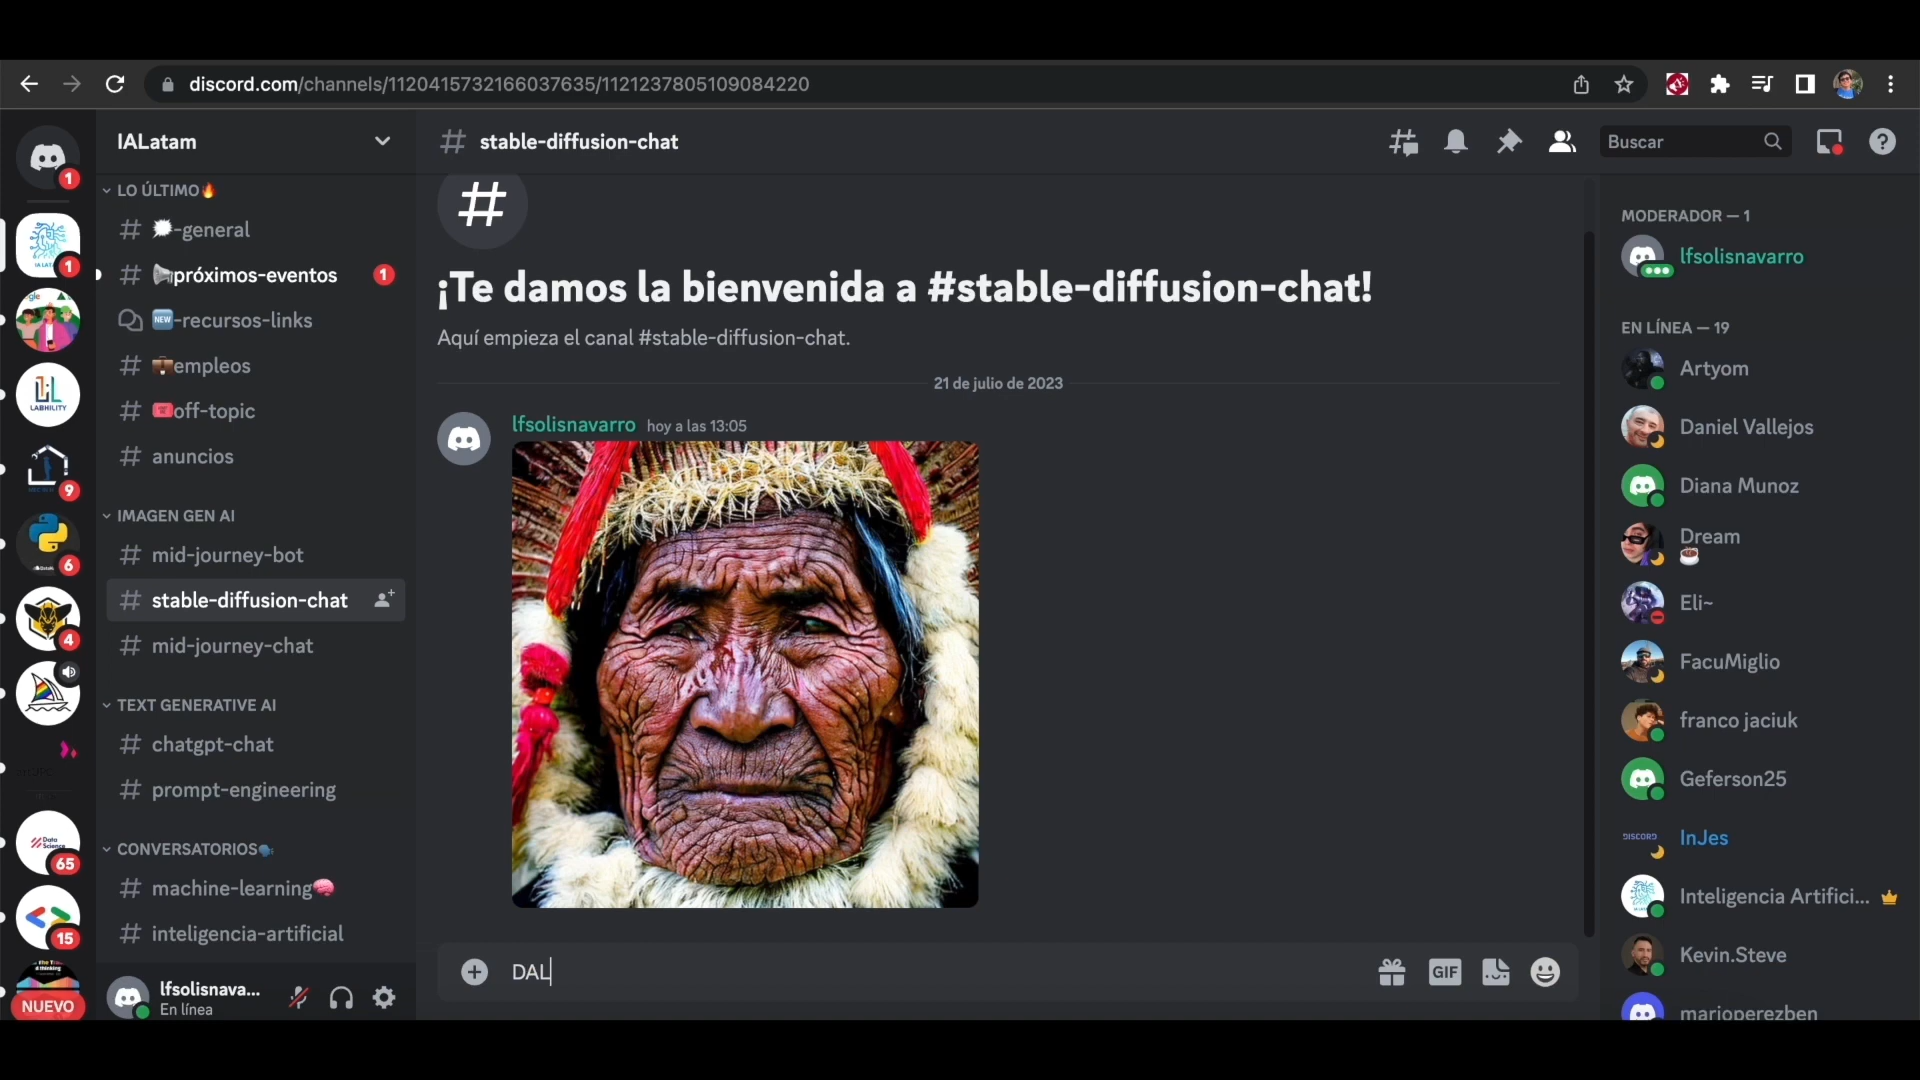 discord.com/channels/1120415732166037635/1121237805109084220
1
IALatam
stable-diffusion-chat
Buscar
LO ÚLTIMO
-general
próximos-eventos
1
NEW
-recursos-links
empleos
off-topic
anuncios
IMAGEN GEN AI
mid-journey-bot
stable-diffusion-chat
mid-journey-chat
TEXT GENERATIVE AI
chatgpt-chat
prompt-engineering
CONVERSATORIOS
machine-learning
inteligencia-artificial
lfsolisnava...
En línea
1
LABHILITY
9
6
4
Data
Science
65
15
NUEVO
¡Te damos la bienvenida a #stable-diffusion-chat!
Aquí empieza el canal #stable-diffusion-chat.
21 de julio de 2023
lfsolisnavarro hoy a las 13:05
DAL
GIF
MODERADOR — 1
lfsolisnavarro
EN LÍNEA — 19
Artyom
Daniel Vallejos
Diana Munoz
Dream
Eli~
FacuMiglio
franco jaciuk
Geferson25
DISCORD
InJes
Inteligencia Artifici...
Kevin.Steve
marioperezben